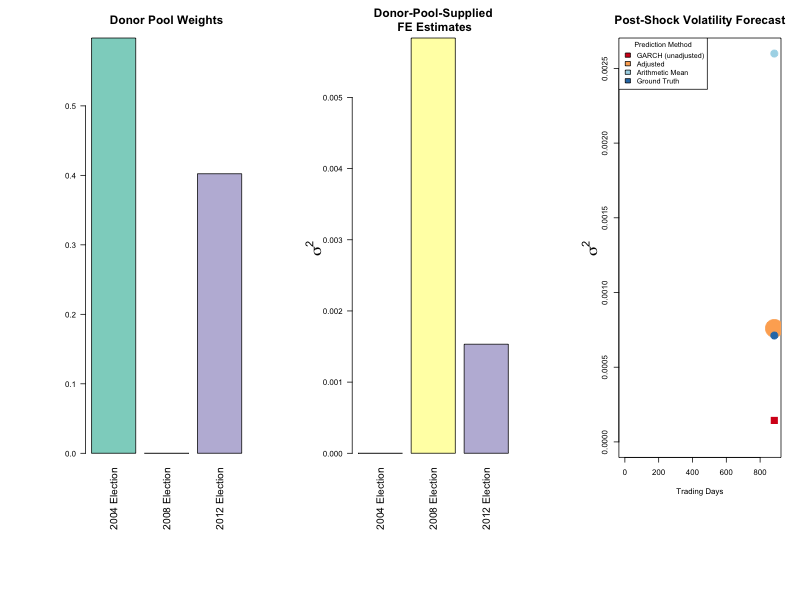 Donor Pool Weights
0.5
0.4
0.3
0.2
0.1
0.0
2004 Election
2008 Election
2012 Election
Donor-Pool-Supplied
FE Estimates
σ2
0.005
0.004
0.003
0.002
0.001
0.000
2004 Election
2008 Election
2012 Election
Post-Shock Volatility Forecast
Prediction Method
GARCH (unadjusted)
Adjusted
Arithmetic Mean
Ground Truth
σ2
0.0025
0.0020
0.0015
0.0010
0.0005
0.0000
0 200 400 600 800
Trading Days